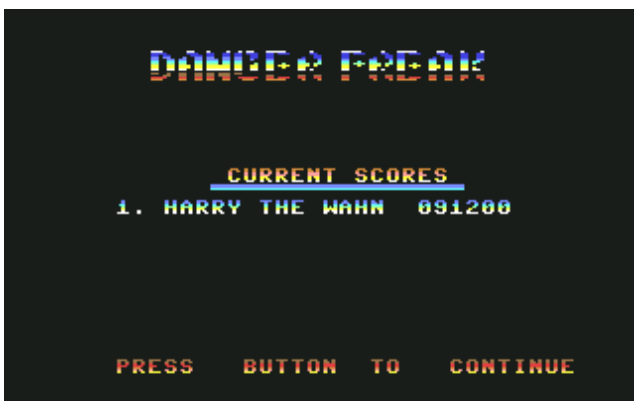 DANGER FREAK
CURRENT SCORES
1. HARRY THE WAHN 091200
PRESS BUTTON TO CONTINUE